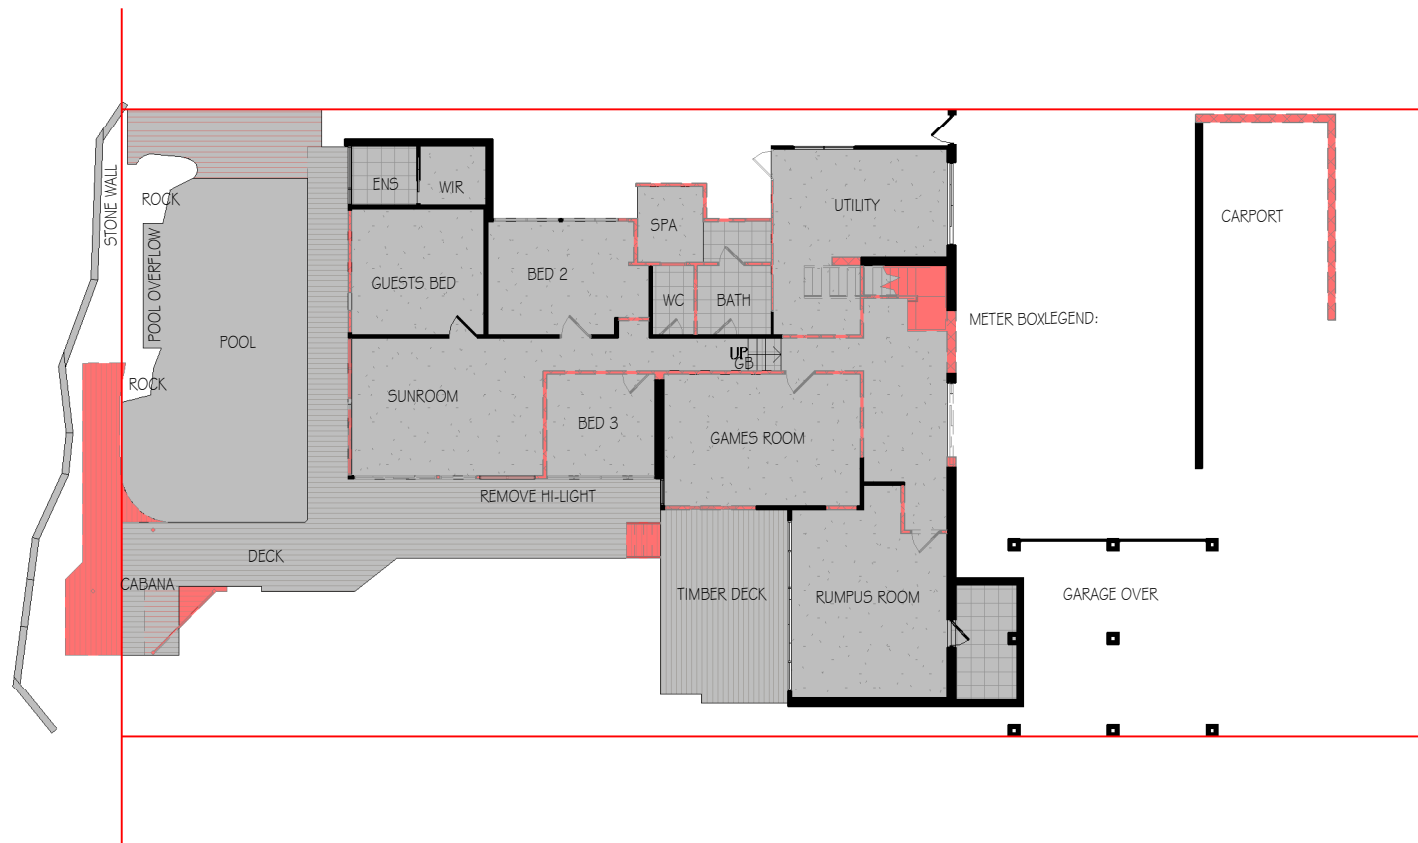 STONE WALL
ROCK
POOL OVERFLOW
POOL
ROCK
DECK
CABANA
ENS
WIR
GUESTS BED
BED 2
SPA
WC
BATH
UTILITY
UP
GB
SUNROOM
BED 3
GAMES ROOM
REMOVE HI-LIGHT
TIMBER DECK
RUMPUS ROOM
METER BOXLEGEND:
CARPORT
GARAGE OVER